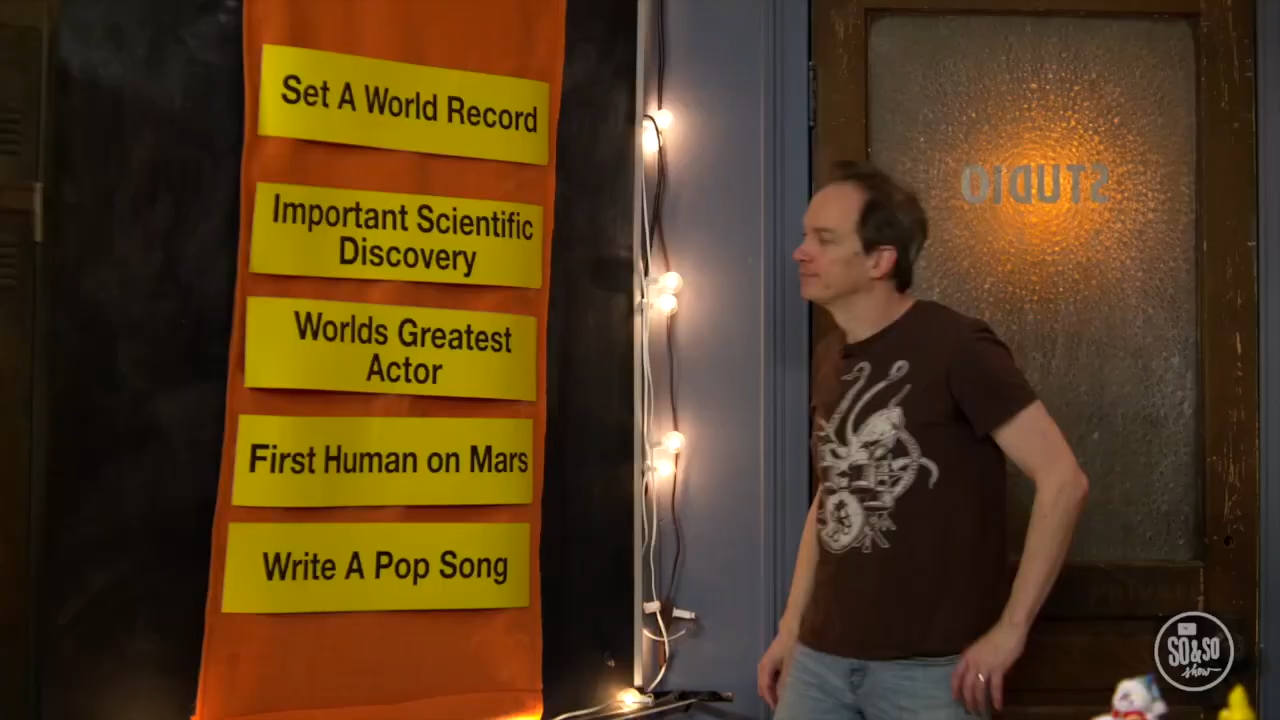 Set A World Record
Important Scientific
Discovery
Worlds Greatest
Actor
First Human on Mars
Write A Pop Song
STUDIO
SO&SO
show